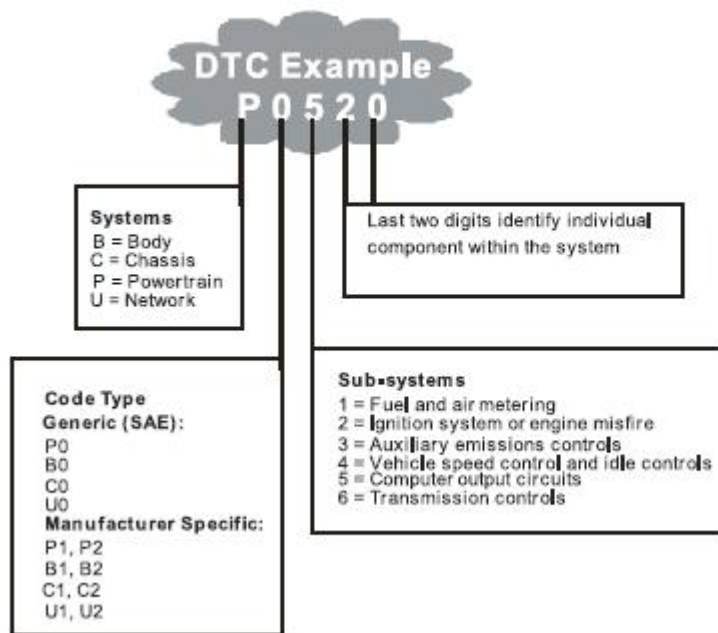 DTC Example
P 0 5 2 0
Systems
B = Body
C = Chassis
P = Powertrain
U = Network
Last two digits identify individual
component within the system
Code Type
Generic (SAE):
P0
B0
C0
U0
Manufacturer Specific:
P1, P2
B1, B2
C1, C2
U1, U2
Sub-systems
1 = Fuel and air metering
2 = Ignition system or engine misfire
3 = Auxiliary emissions controls
4 = Vehicle speed control and idle controls
5 = Computer output circuits
6 = Transmission controls